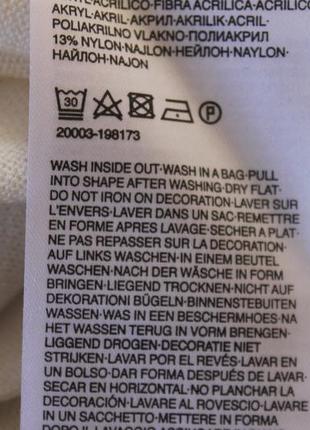 ACRYL·ACRILICO·FIBRA ACRILICA·ACRILICO·
AKRYL·AKRIL·АКРИЛ·AKRILIK·ACRIL·
POLIAKRILNO VLAKNO·ПОЛИАКРИЛ
13% NYLON·NAJLON·НЕЙЛОН·NAYLON·
НАЙЛОН·NAJON
30 P
20003-198173
WASH INSIDE OUT·WASH IN A BAG·PULL
INTO SHAPE AFTER WASHING·DRY FLAT·
DO NOT IRON ON DECORATION·LAVER SUR
L'ENVERS·LAVER DANS UN SAC·REMETTRE
EN FORME APRES LAVAGE·SECHER A PLAT·
NE PAS REPASSER SUR LA DECORATION·
AUF LINKS WASCHEN·IN EINEM BEUTEL
WASCHEN·NACH DER WÄSCHE IN FORM
BRINGEN·LIEGEND TROCKNEN·NICHT AUF
DEKORATIONEN BÜGELN·BINNENSTEBUITEN
WASSEN·WAS IN EEN BESCHERMHOES·NA
HET WASSEN TERUG IN VORM BRENGEN·
LIGGEND DROGEN·DECORATIE NIET
STRIJKEN·LAVAR POR EL REVÉS·LAVAR EN
UN BOLSO·DAR FORMA DESPUÉS DE LAVAR·
SECAR EN HORIZONTAL·NO PLANCHAR LA
DECORACIÓN·LAVARE AL ROVESCIO·LAVARE
IN UN SACCHETTO·METTERE IN FORMA
DOPO IL LAVAGGIO